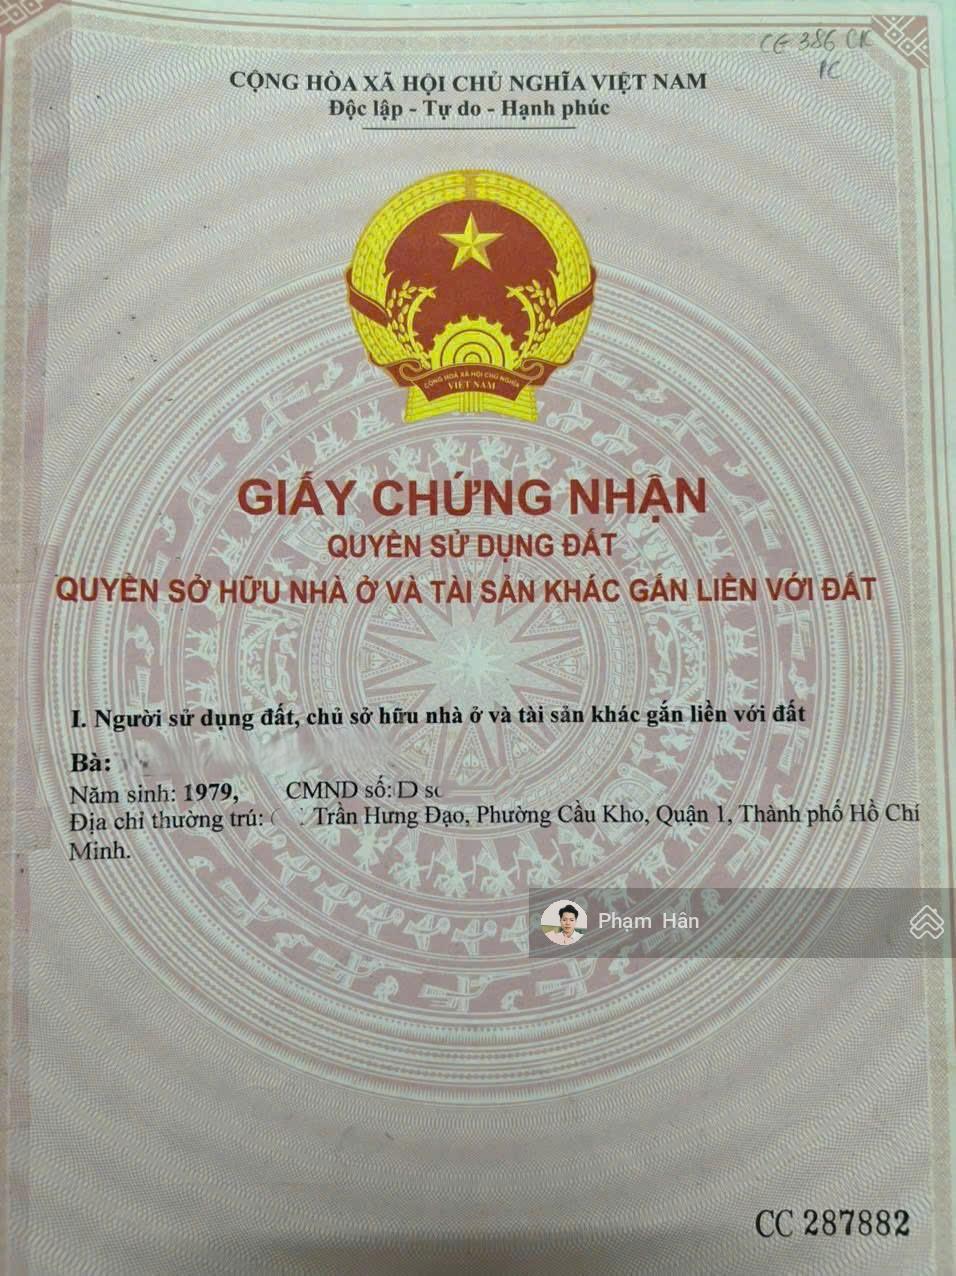 CE 386 CK
CỘNG HÒA XÃ HỘI CHỦ NGHĨA VIỆT NAM
Độc lập - Tự do - Hạnh phúc
CỘNG HOÀ XÃ HỘI CHỦ NGHĨA
VIỆT NAM
GIẤY CHỨNG NHẬN
QUYỀN SỬ DỤNG ĐẤT
QUYỀN SỞ HỮU NHÀ Ở VÀ TÀI SẢN KHÁC GẮN LIỀN VỚI ĐẤT
I. Người sử dụng đất, chủ sở hữu nhà ở và tài sản khác gắn liền với đất
Bà:
Năm sinh: 1979, CMND số:
Địa chỉ thường trú: Trần Hưng Đạo, Phường Cầu Kho, Quận 1, Thành phố Hồ Chí
Minh.
Phạm Hân
CC 287882